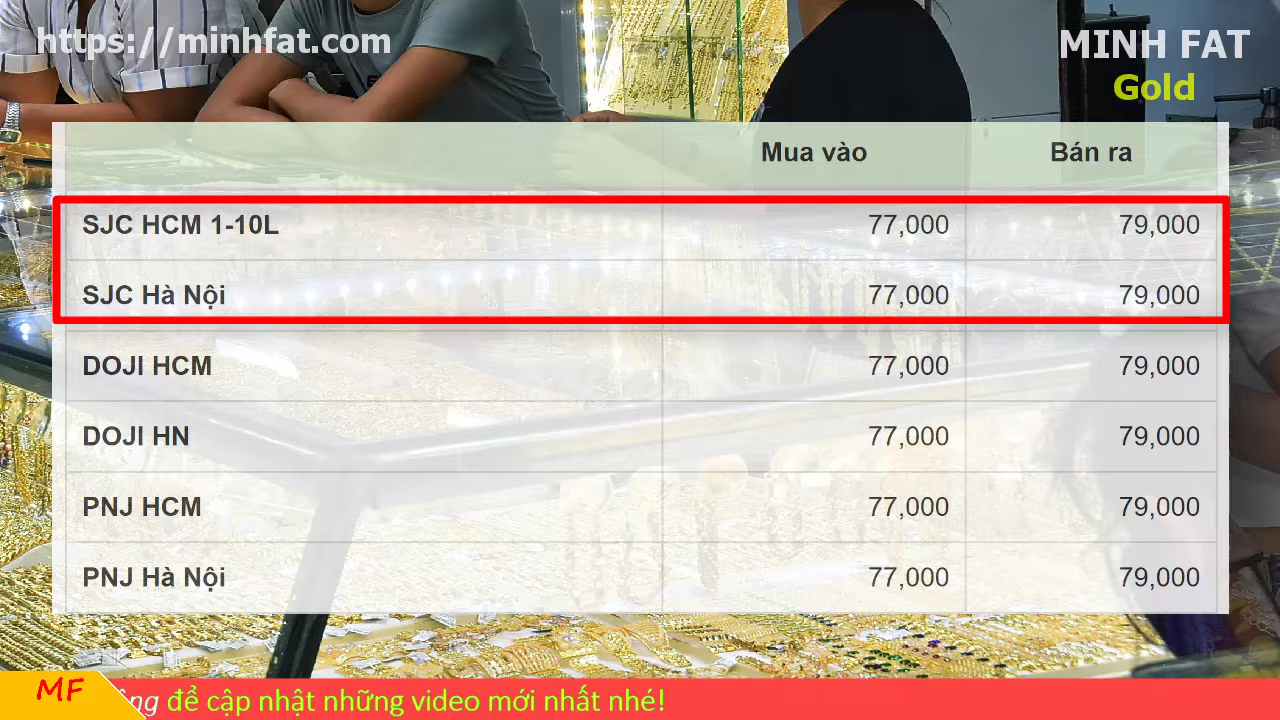 https://minhfat.com
MINH FAT
Gold
Mua vào Bán ra
SJC HCM 1-10L 77,000 79,000
SJC Hà Nội 77,000 79,000
DOJI HCM 77,000 79,000
DOJI HN 77,000 79,000
PNJ HCM 77,000 79,000
PNJ Hà Nội 77,000 79,000
MF
để cập nhật những video mới nhất nhé!